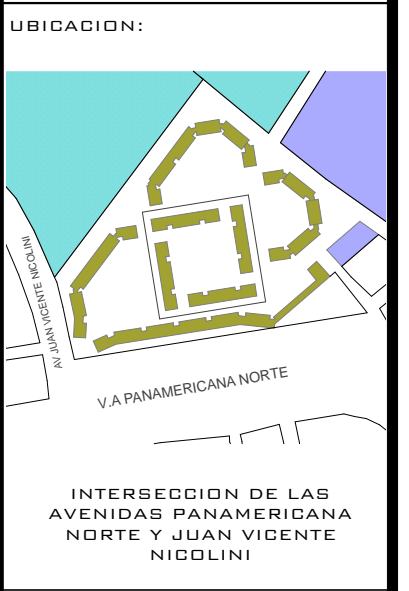 UBICACION:
AV JUAN VICENTE NICOLINI
V.A PANAMERICANA NORTE
INTERSECCION DE LAS
AVENIDAS PANAMERICANA
NORTE Y JUAN VICENTE
NICOLINI